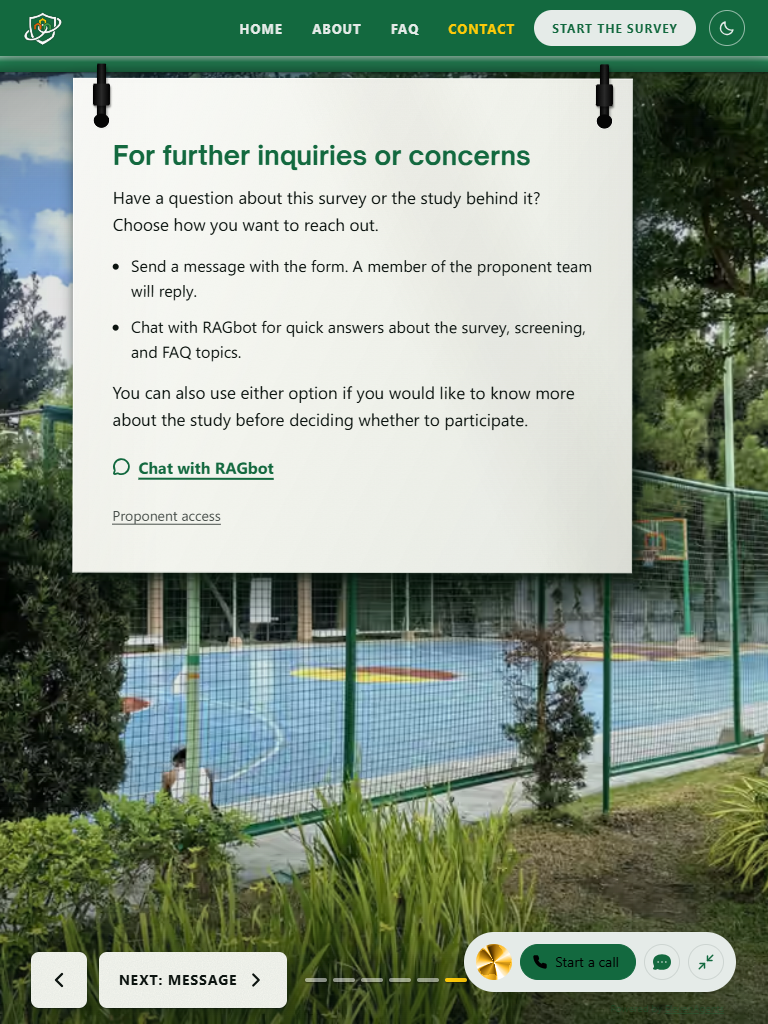 HOME
ABOUT
FAQ
CONTACT
START THE SURVEY
For further inquiries or concerns
Have a question about this survey or the study behind it?
Choose how you want to reach out.
• Send a message with the form. A member of the proponent team
will reply.
• Chat with RAGbot for quick answers about the survey, screening,
and FAQ topics.
You can also use either option if you would like to know more
about the study before deciding whether to participate.
Chat with RAGbot
Proponent access
NEXT: MESSAGE
Start a call